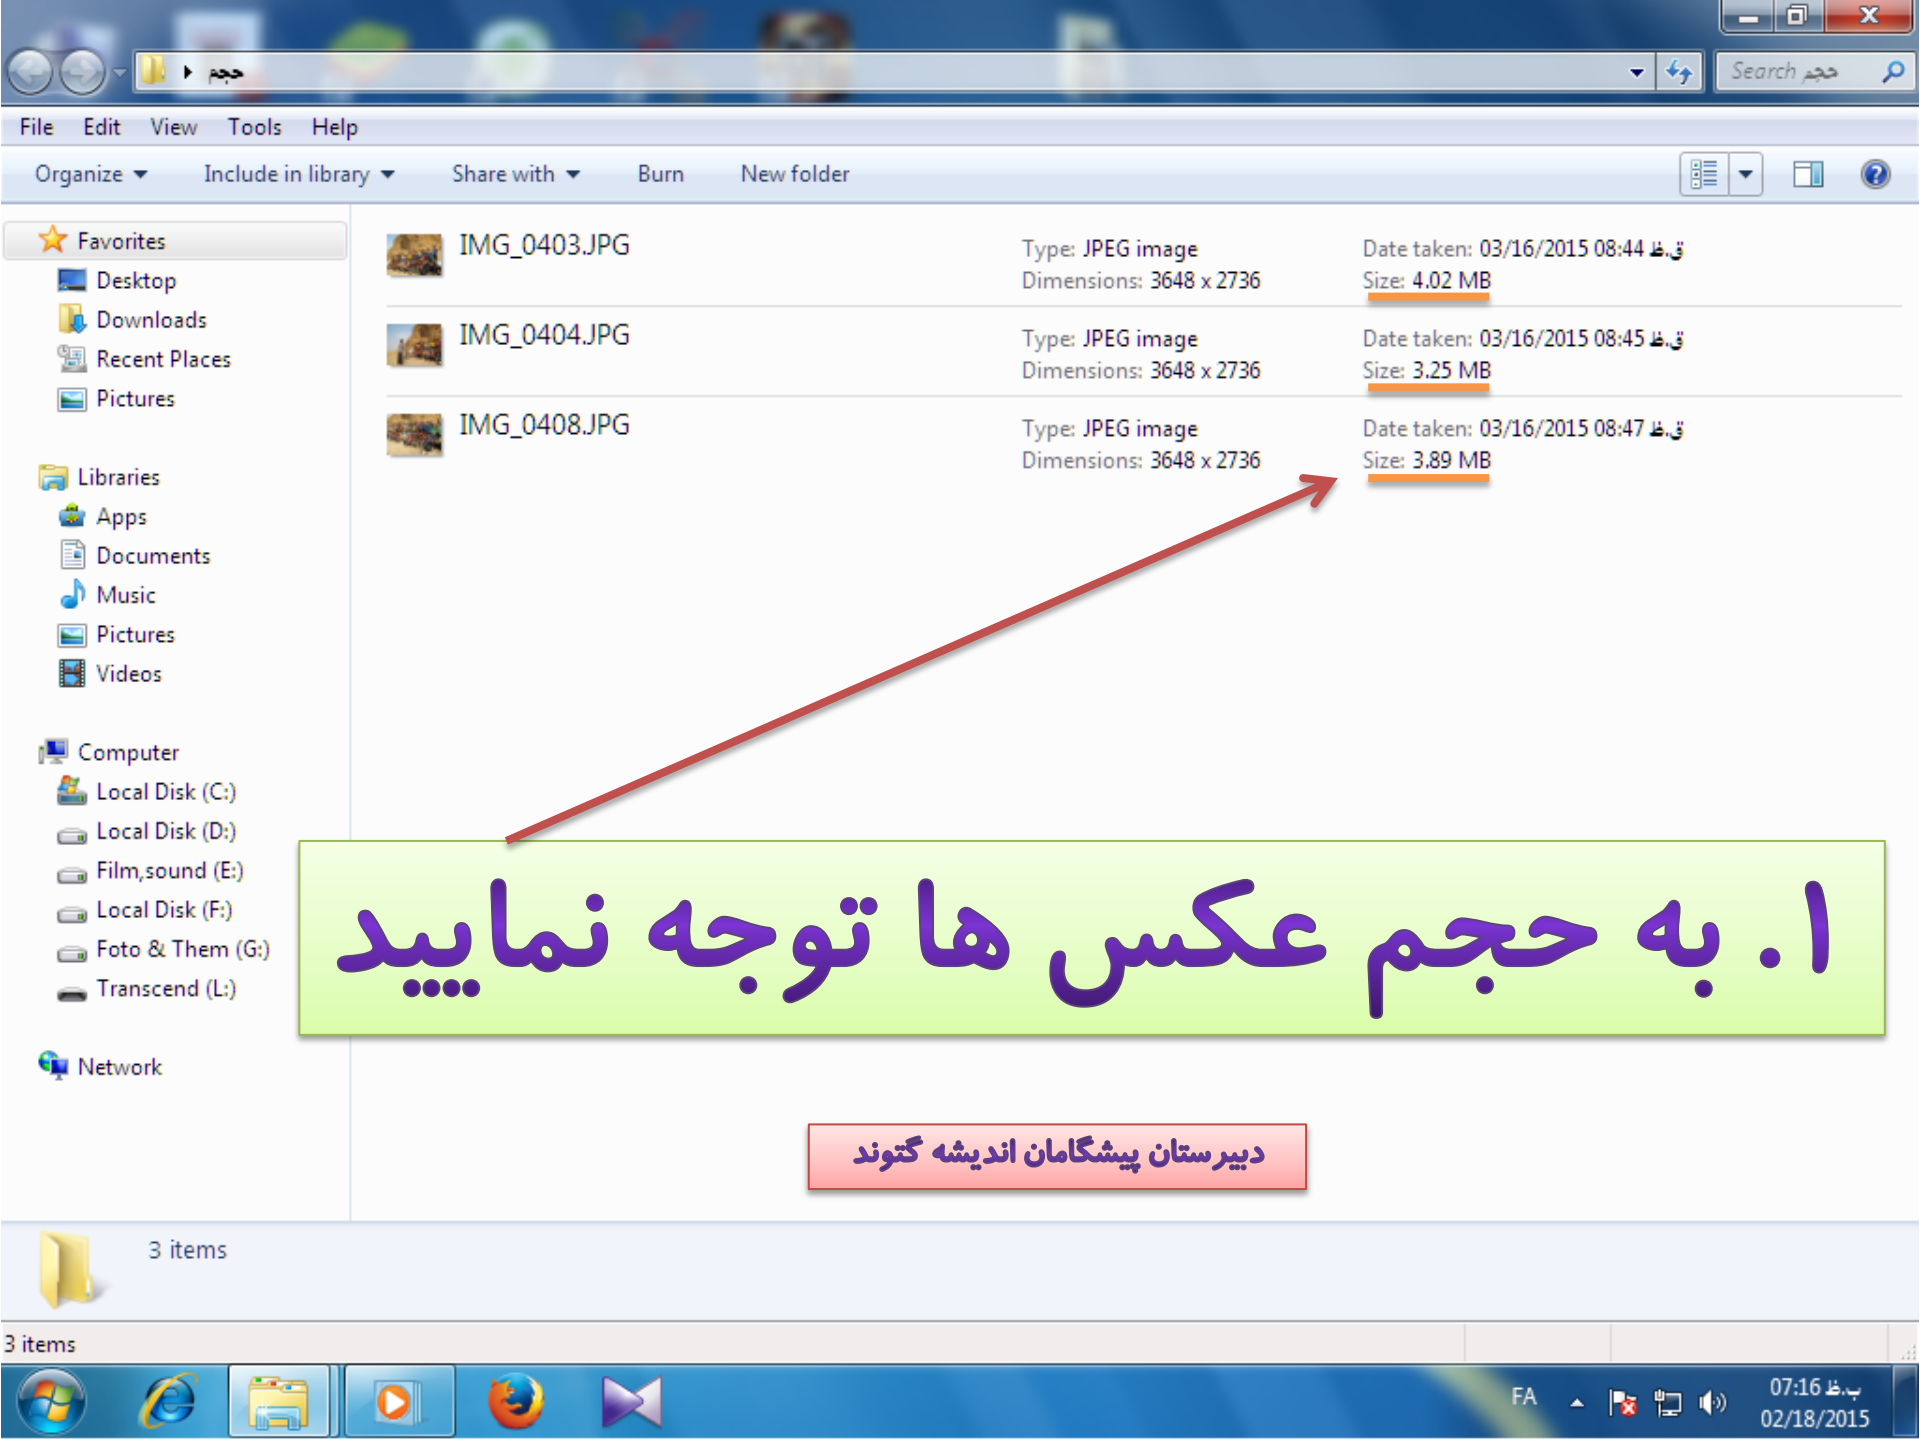 حجم
Search حجم
File Edit View Tools Help
Organize Include in library Share with Burn New folder
Favorites
Desktop
Downloads
Recent Places
Pictures
Libraries
Apps
Documents
Music
Pictures
Videos
Computer
Local Disk (C:)
Local Disk (D:)
Film,sound (E:)
Local Disk (F:)
Foto & Them (G:)
Transcend (L:)
Network
IMG_0403.JPG Type: JPEG image Date taken: 03/16/2015 08:44 ق.ظ
Dimensions: 3648 x 2736 Size: 4.02 MB
IMG_0404.JPG Type: JPEG image Date taken: 03/16/2015 08:45 ق.ظ
Dimensions: 3648 x 2736 Size: 3.25 MB
IMG_0408.JPG Type: JPEG image Date taken: 03/16/2015 08:47 ق.ظ
Dimensions: 3648 x 2736 Size: 3.89 MB
۱. به حجم عکس ها توجه نمایید
دبیرستان پیشگامان اندیشه گتوند
3 items
3 items
FA 07:16 ب.ظ
02/18/2015